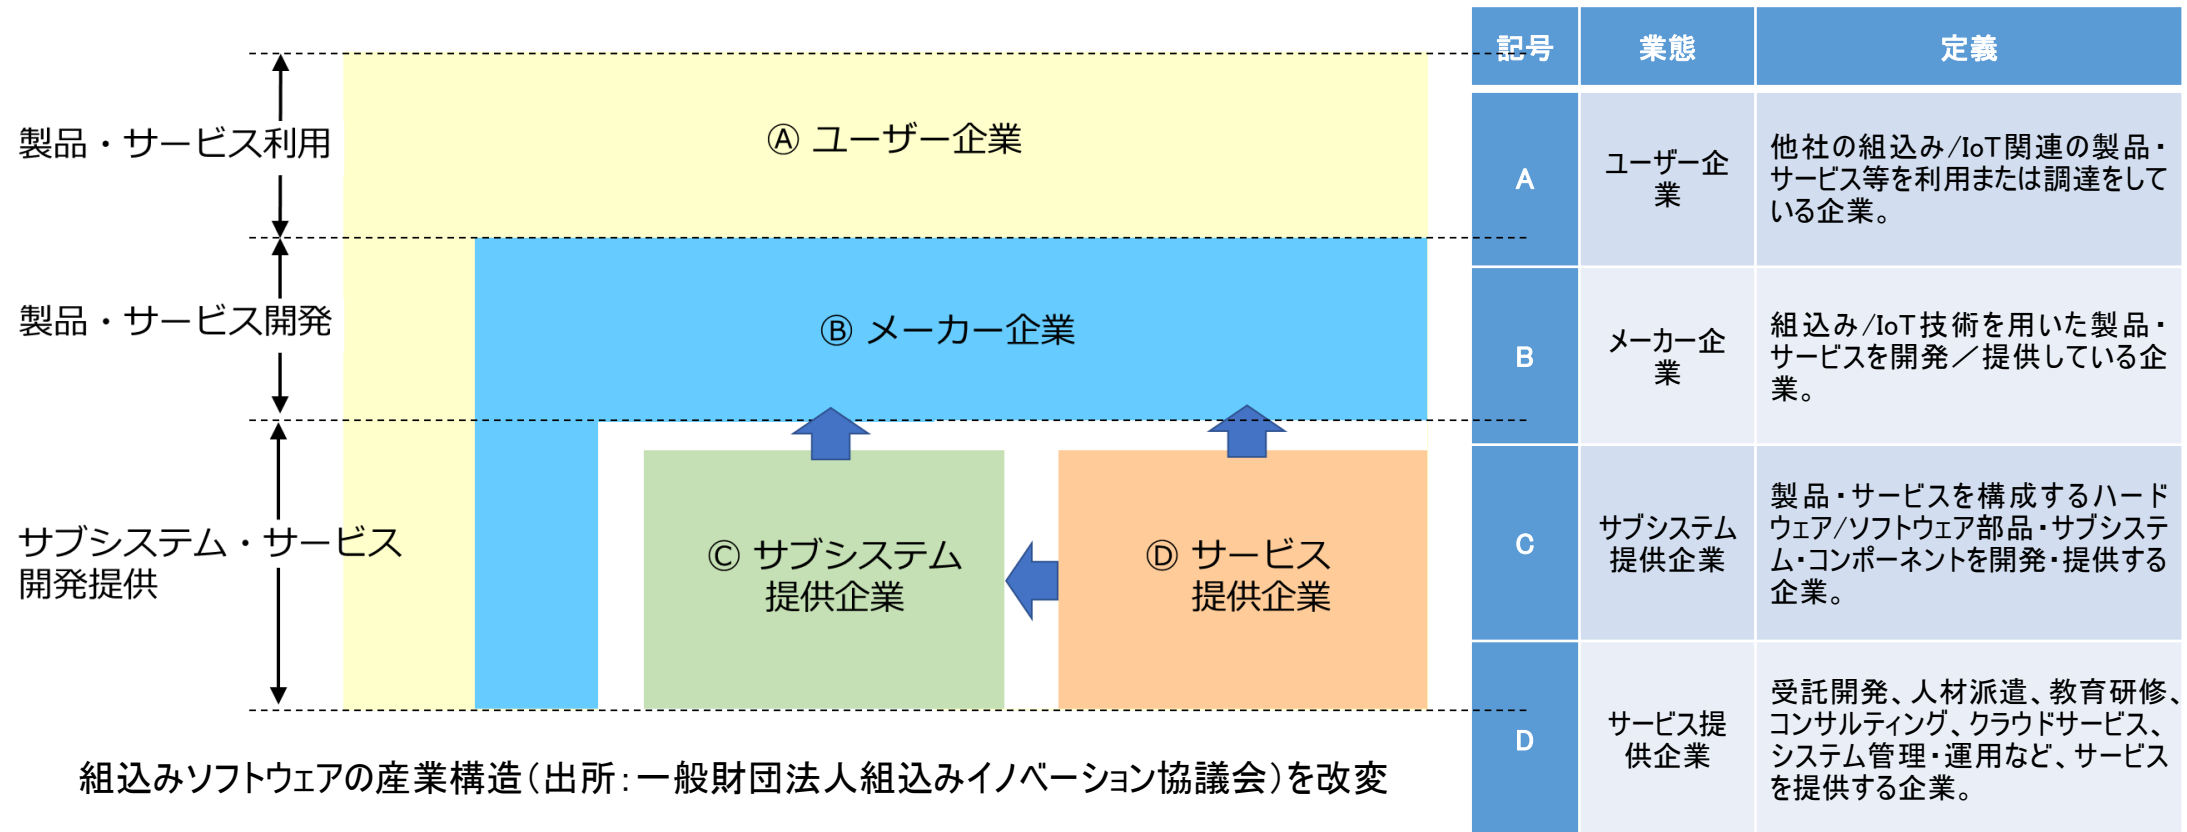 製品・サービス利用
製品・サービス開発
サブシステム・サービス
開発提供
Ⓐ ユーザー企業
Ⓑ メーカー企業
Ⓒ サブシステム
提供企業
Ⓓ サービス
提供企業
組込みソフトウェアの産業構造(出所:一般財団法人組込みイノベーション協議会)を改変
記号 業態 定義
A
ユーザー企
業
他社の組込み/IoT関連の製品・
サービス等を利用または調達をして
いる企業。
B
メーカー企
業
組込み/IoT技術を用いた製品・
サービスを開発/提供している企
業。
C
サブシステム
提供企業
製品・サービスを構成するハード
ウェア/ソフトウェア部品・サブシステ
ム・コンポーネントを開発・提供する
企業。
D
サービス提
供企業
受託開発、人材派遣、教育研修、
コンサルティング、クラウドサービス、
システム管理・運用など、サービス
を提供する企業。